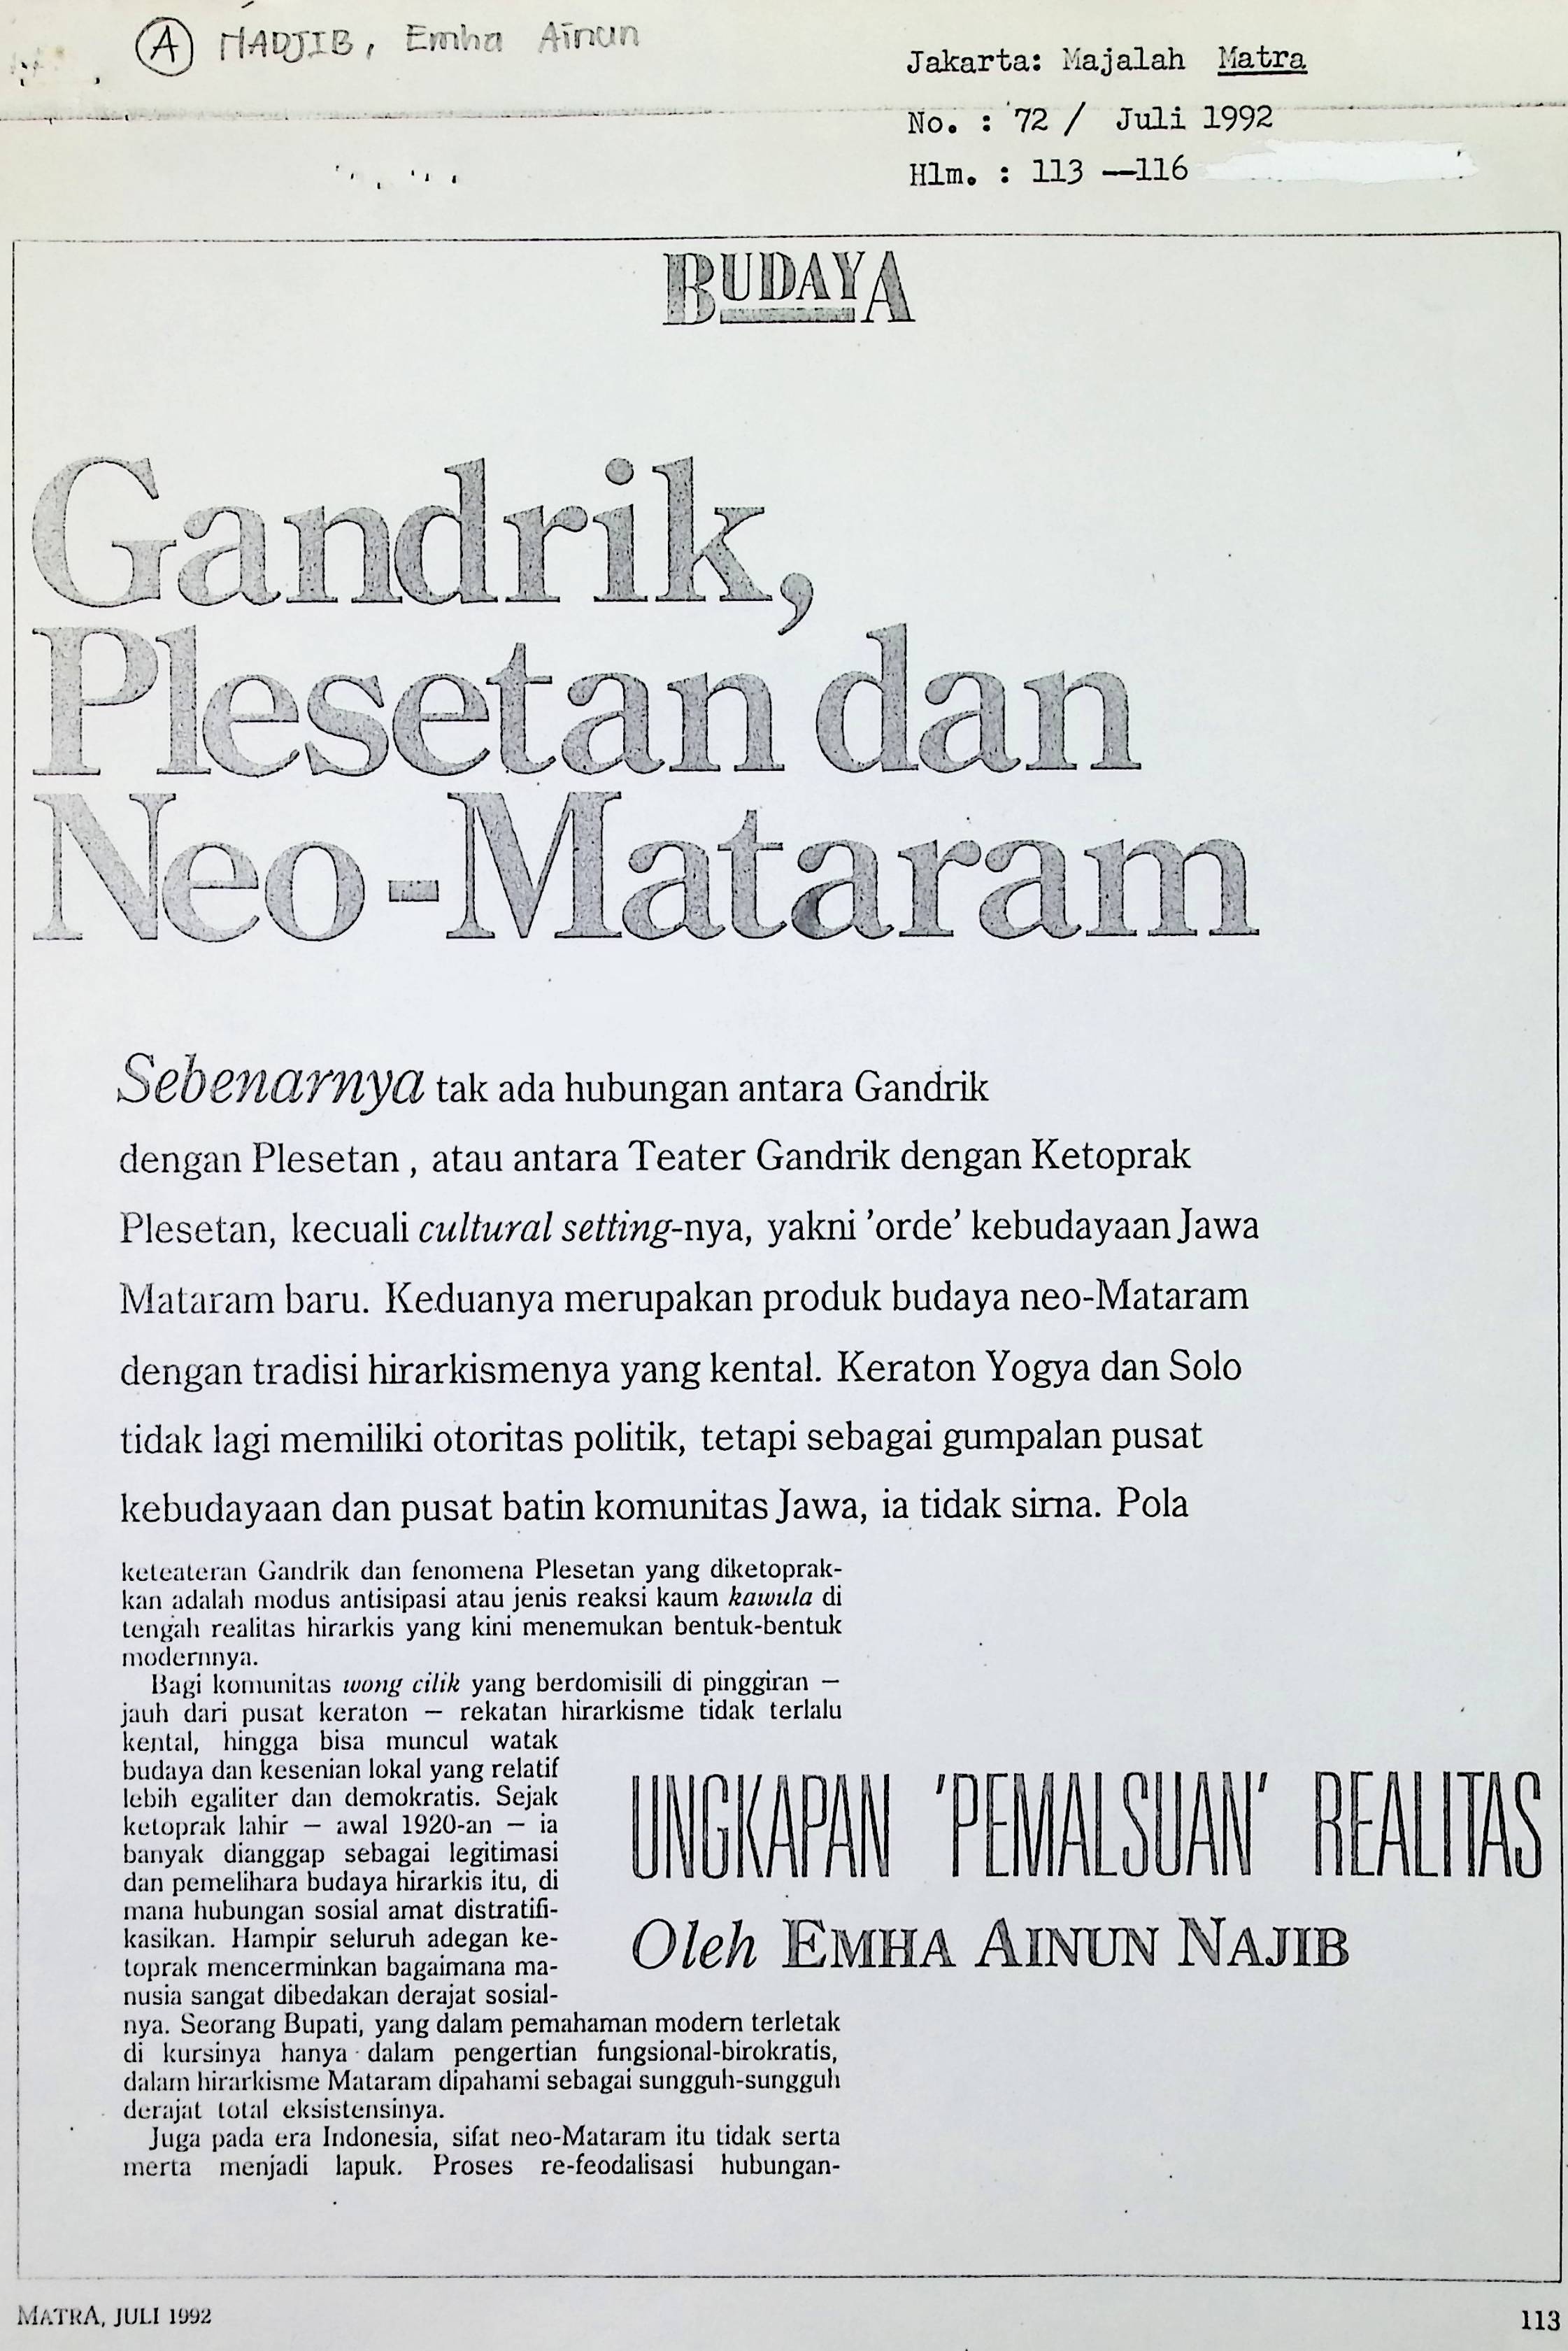 A NADJIB, Emha Ainun
Jakarta: Majalah Matra
No. : 72 / Juli 1992
Hlm. : 113 —116
BUDAYA
Gandrik,
Plesetan dan
Neo-Mataram
Sebenarnya tak ada hubungan antara Gandrik
dengan Plesetan , atau antara Teater Gandrik dengan Ketoprak
Plesetan, kecuali cultural setting-nya, yakni 'orde' kebudayaan Jawa
Mataram baru. Keduanya merupakan produk budaya neo-Mataram
dengan tradisi hirarkismenya yang kental. Keraton Yogya dan Solo
tidak lagi memiliki otoritas politik, tetapi sebagai gumpalan pusat
kebudayaan dan pusat batin komunitas Jawa, ia tidak sirna. Pola
keteateran Gandrik dan fenomena Plesetan yang diketoprak-
kan adalah modus antisipasi atau jenis reaksi kaum kawula di
tengah realitas hirarkis yang kini menemukan bentuk-bentuk
modernnya.
Bagi komunitas wong cilik yang berdomisili di pinggiran —
jauh dari pusat keraton — rekatan hirarkisme tidak terlalu
kental, hingga bisa muncul watak
budaya dan kesenian lokal yang relatif
lebih egaliter dan demokratis. Sejak
ketoprak lahir — awal 1920-an — ia
banyak dianggap sebagai legitimasi
dan pemelihara budaya hirarkis itu, di
mana hubungan sosial amat distratifi-
kasikan. Hampir seluruh adegan ke-
toprak mencerminkan bagaimana ma-
nusia sangat dibedakan derajat sosial-
nya. Seorang Bupati, yang dalam pemahaman modern terletak
di kursinya hanya dalam pengertian fungsional-birokratis,
dalam hirarkisme Mataram dipahami sebagai sungguh-sungguh
derajat total eksistensinya.
Juga pada era Indonesia, sifat neo-Mataram itu tidak serta
merta menjadi lapuk. Proses re-feodalisasi hubungan-
UNGKAPAN 'PEMALSUAN' REALITAS
Oleh EMHA AINUN NAJIB
MATRA, JULI 1992
113